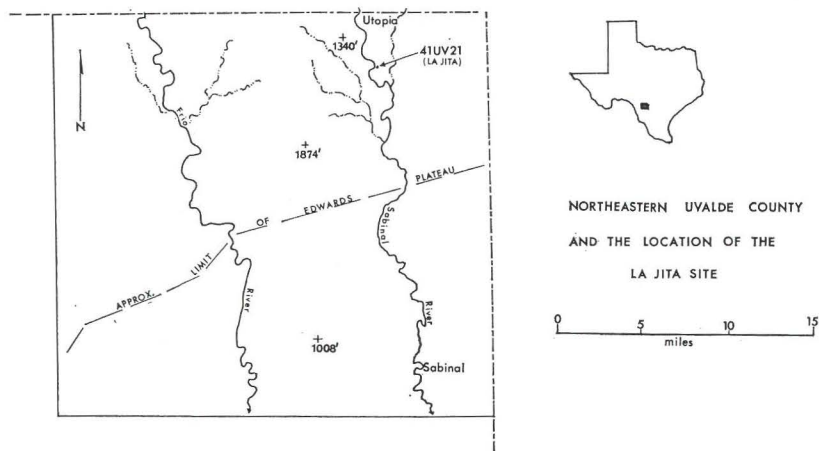 Utopia
1340'
41UV21
(LA JITA)
N
Frio
1874'
APPROX. LIMIT OF EDWARDS PLATEAU
Sabinal
River
River
1008'
Sabinal
NORTHEASTERN UVALDE COUNTY
AND THE LOCATION OF THE
LA JITA SITE
0 5 10 15
miles